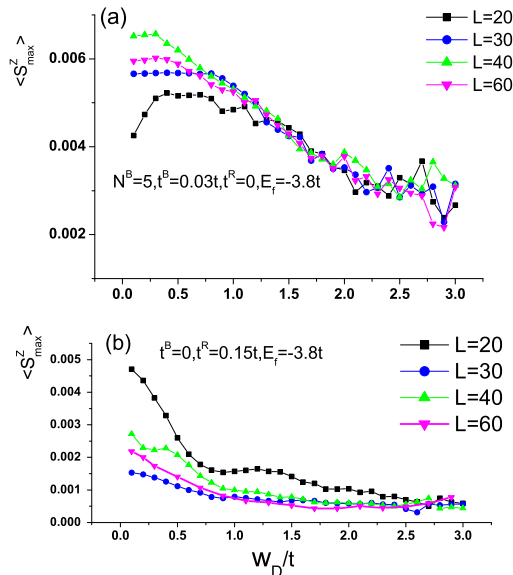 (a)
L=20
L=30
L=40
L=60
<S^Z_max>
0.006
0.004
0.002
N^B=5,t^B=0.03t,t^R=0,E_f=-3.8t
0.0 0.5 1.0 1.5 2.0 2.5 3.0
(b)
t^B=0,t^R=0.15t,E_f=-3.8t
L=20
L=30
L=40
L=60
<S^Z_max>
0.005
0.004
0.003
0.002
0.001
0.000
0.0 0.5 1.0 1.5 2.0 2.5 3.0
w_D/t